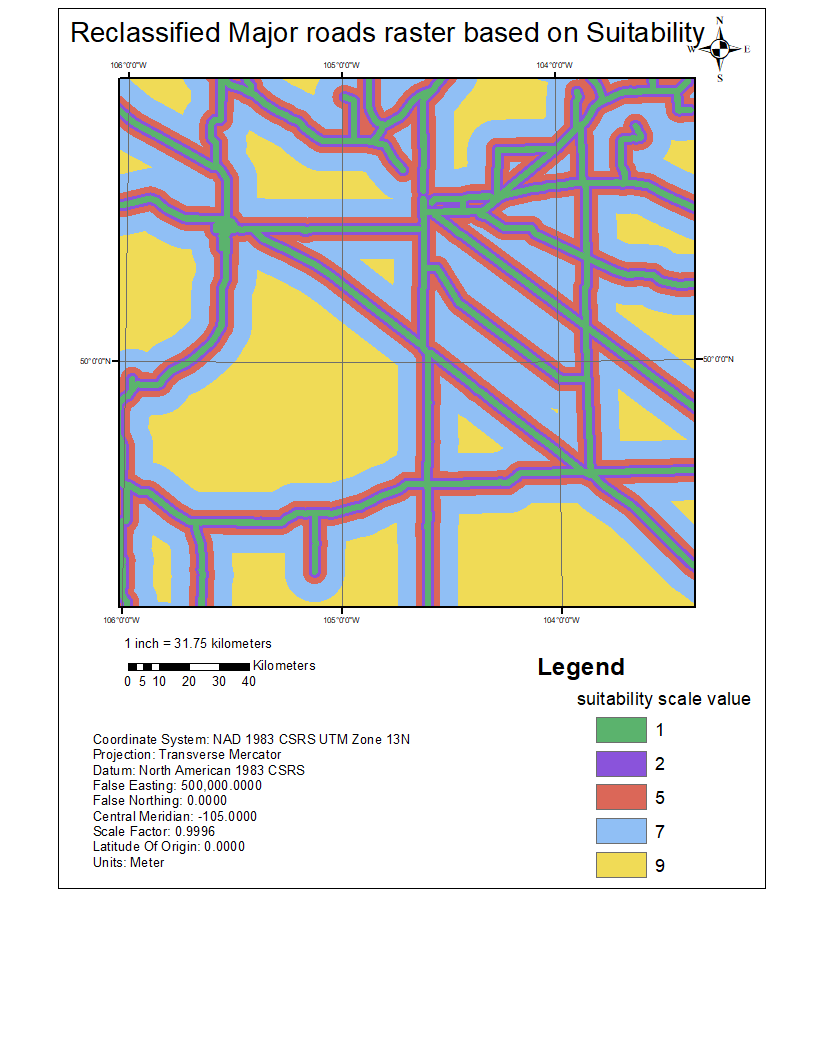 Reclassified Major roads raster based on Suitability
N
W E
S
106°0'0"W 105°0'0"W 104°0'0"W
50°0'0"N 50°0'0"N
106°0'0"W 105°0'0"W 104°0'0"W
1 inch = 31.75 kilometers
Kilometers
0 5 10 20 30 40
Legend
suitability scale value
1
2
5
7
9
Coordinate System: NAD 1983 CSRS UTM Zone 13N
Projection: Transverse Mercator
Datum: North American 1983 CSRS
False Easting: 500,000.0000
False Northing: 0.0000
Central Meridian: -105.0000
Scale Factor: 0.9996
Latitude Of Origin: 0.0000
Units: Meter